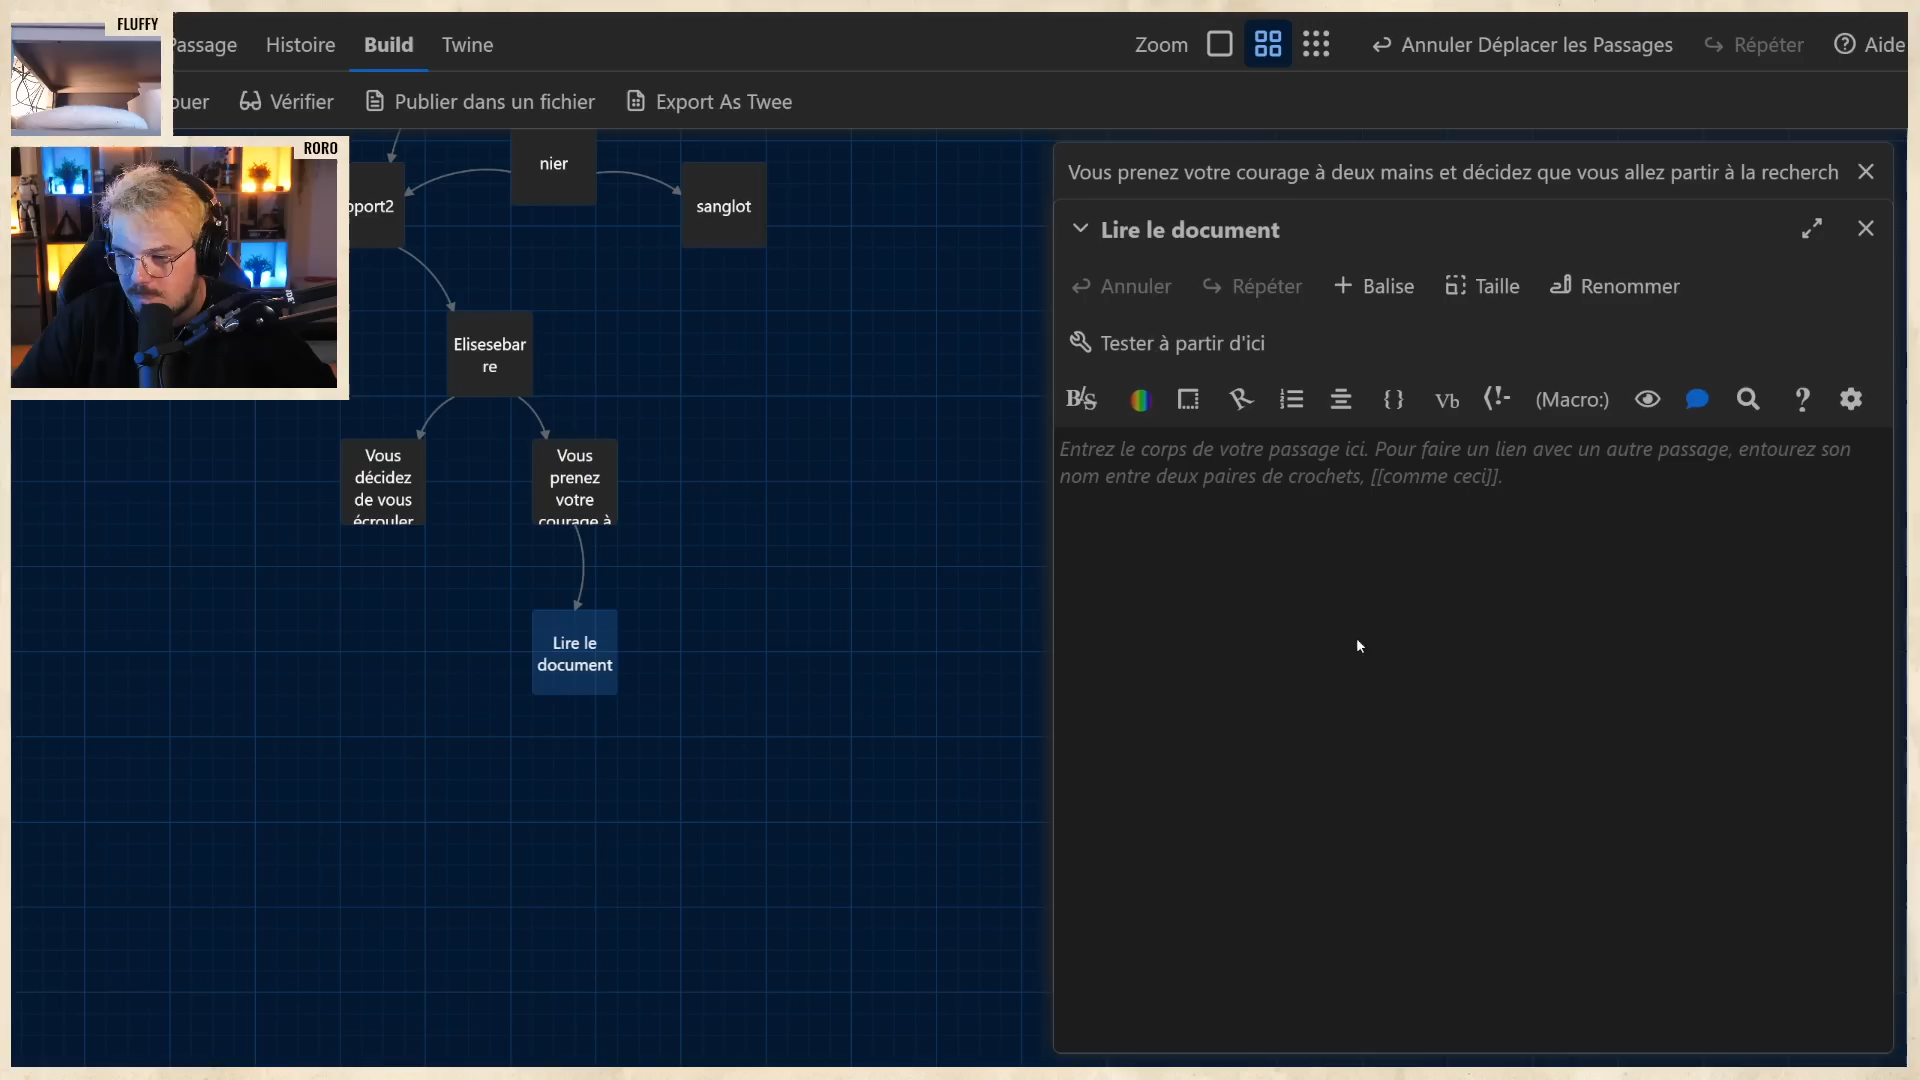 FLUFFY
Passage
Histoire
Build
Twine
Zoom
Annuler Déplacer les Passages
Répéter
Aide
ouer
Vérifier
Publier dans un fichier
Export As Twee
RORO
nier
pport2
sanglot
Elisesebar
re
Vous
décidez
de vous
écrouler
Vous
prenez
votre
courage à
Lire le
document
Vous prenez votre courage à deux mains et décidez que vous allez partir à la recherch
Lire le document
Annuler
Répéter
Balise
Taille
Renommer
Tester à partir d'ici
(Macro:)
Entrez le corps de votre passage ici. Pour faire un lien avec un autre passage, entourez son
nom entre deux paires de crochets, [[comme ceci]].